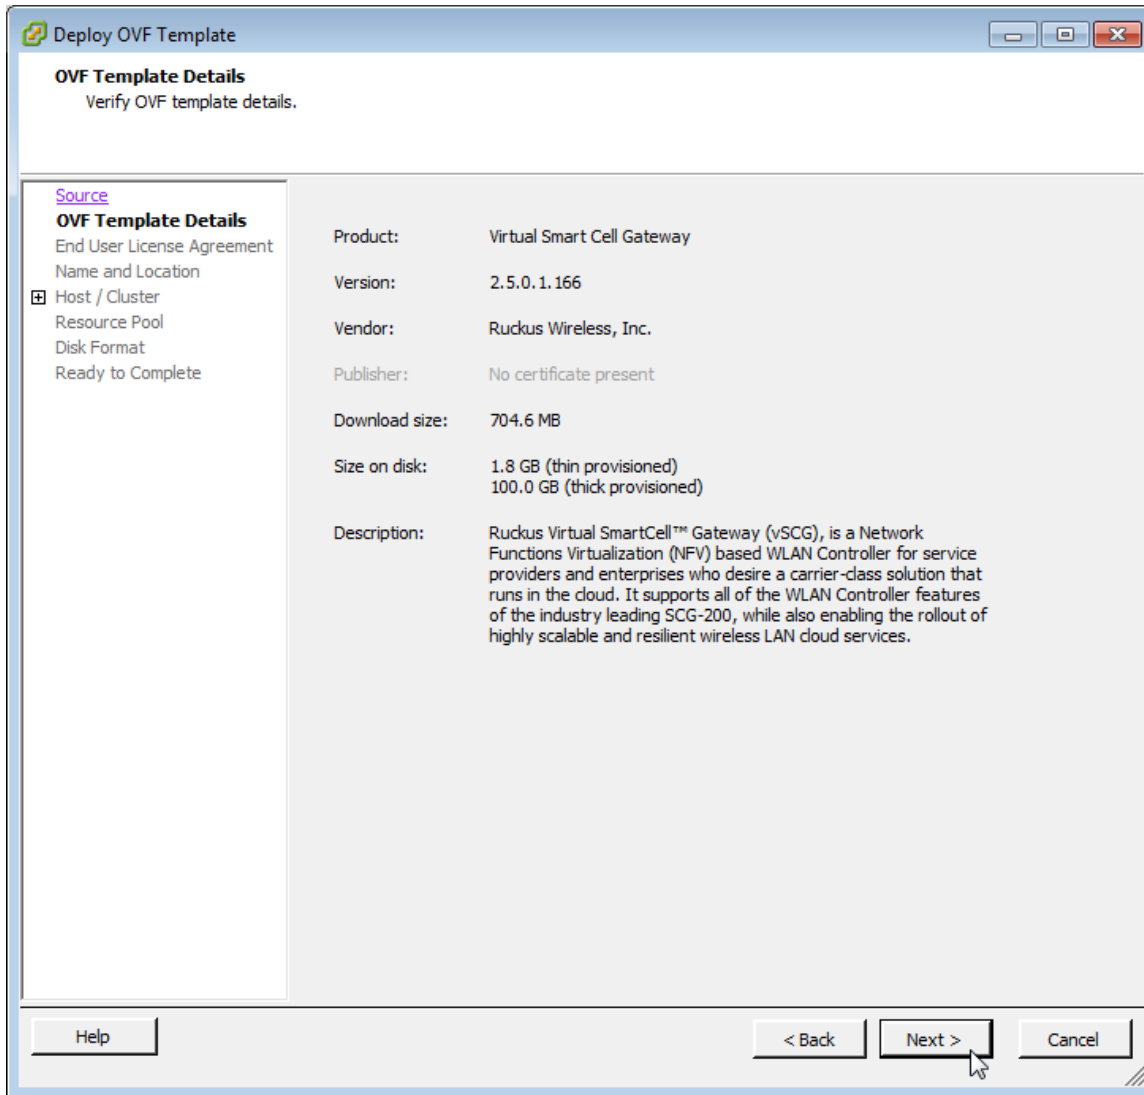 Deploy OVF Template
OVF Template Details
Verify OVF template details.
Source
OVF Template Details
End User License Agreement
Name and Location
Host / Cluster
Resource Pool
Disk Format
Ready to Complete
Product: Virtual Smart Cell Gateway
Version: 2.5.0.1.166
Vendor: Ruckus Wireless, Inc.
Publisher: No certificate present
Download size: 704.6 MB
Size on disk: 1.8 GB (thin provisioned)
100.0 GB (thick provisioned)
Description: Ruckus Virtual SmartCell™ Gateway (vSCG), is a Network
Functions Virtualization (NFV) based WLAN Controller for service
providers and enterprises who desire a carrier-class solution that
runs in the cloud. It supports all of the WLAN Controller features
of the industry leading SCG-200, while also enabling the rollout of
highly scalable and resilient wireless LAN cloud services.
Help
< Back
Next >
Cancel